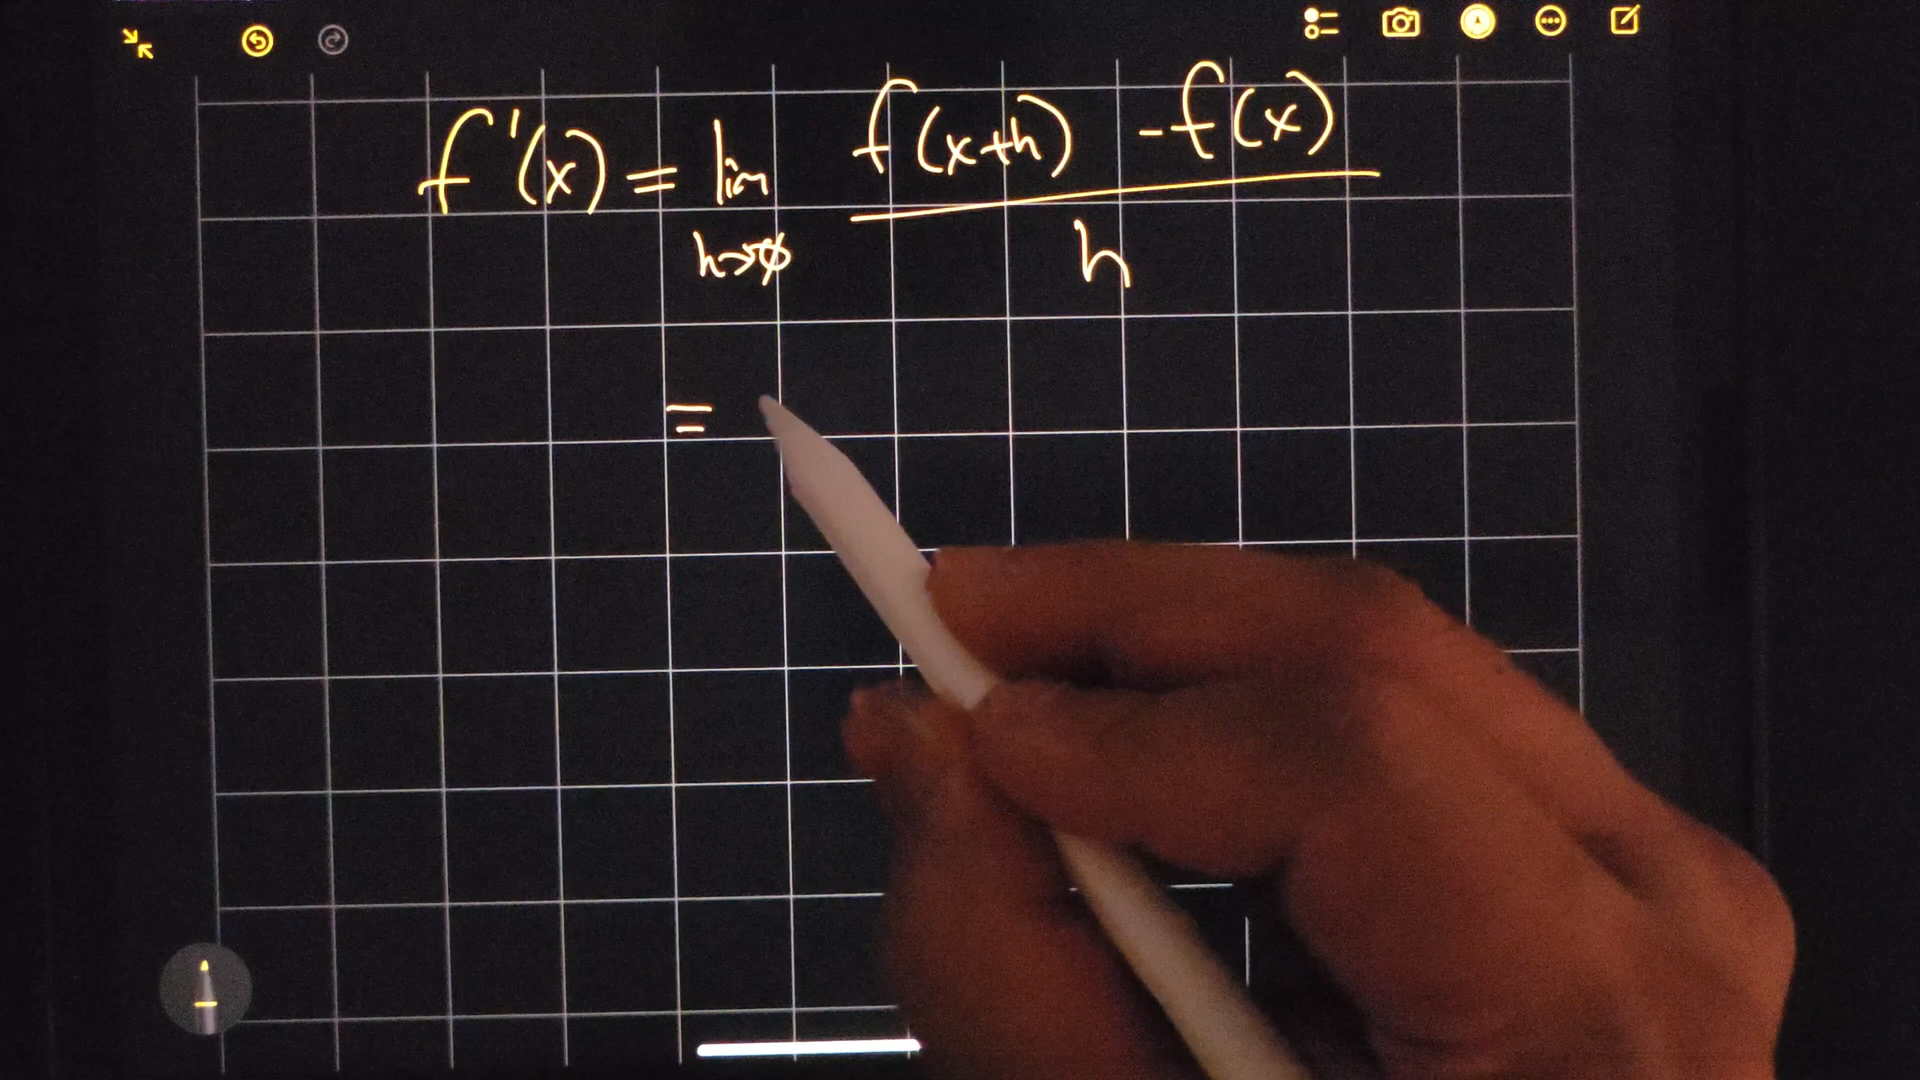 f'(x) = lim f(x+h) - f(x)
h→0 h
=